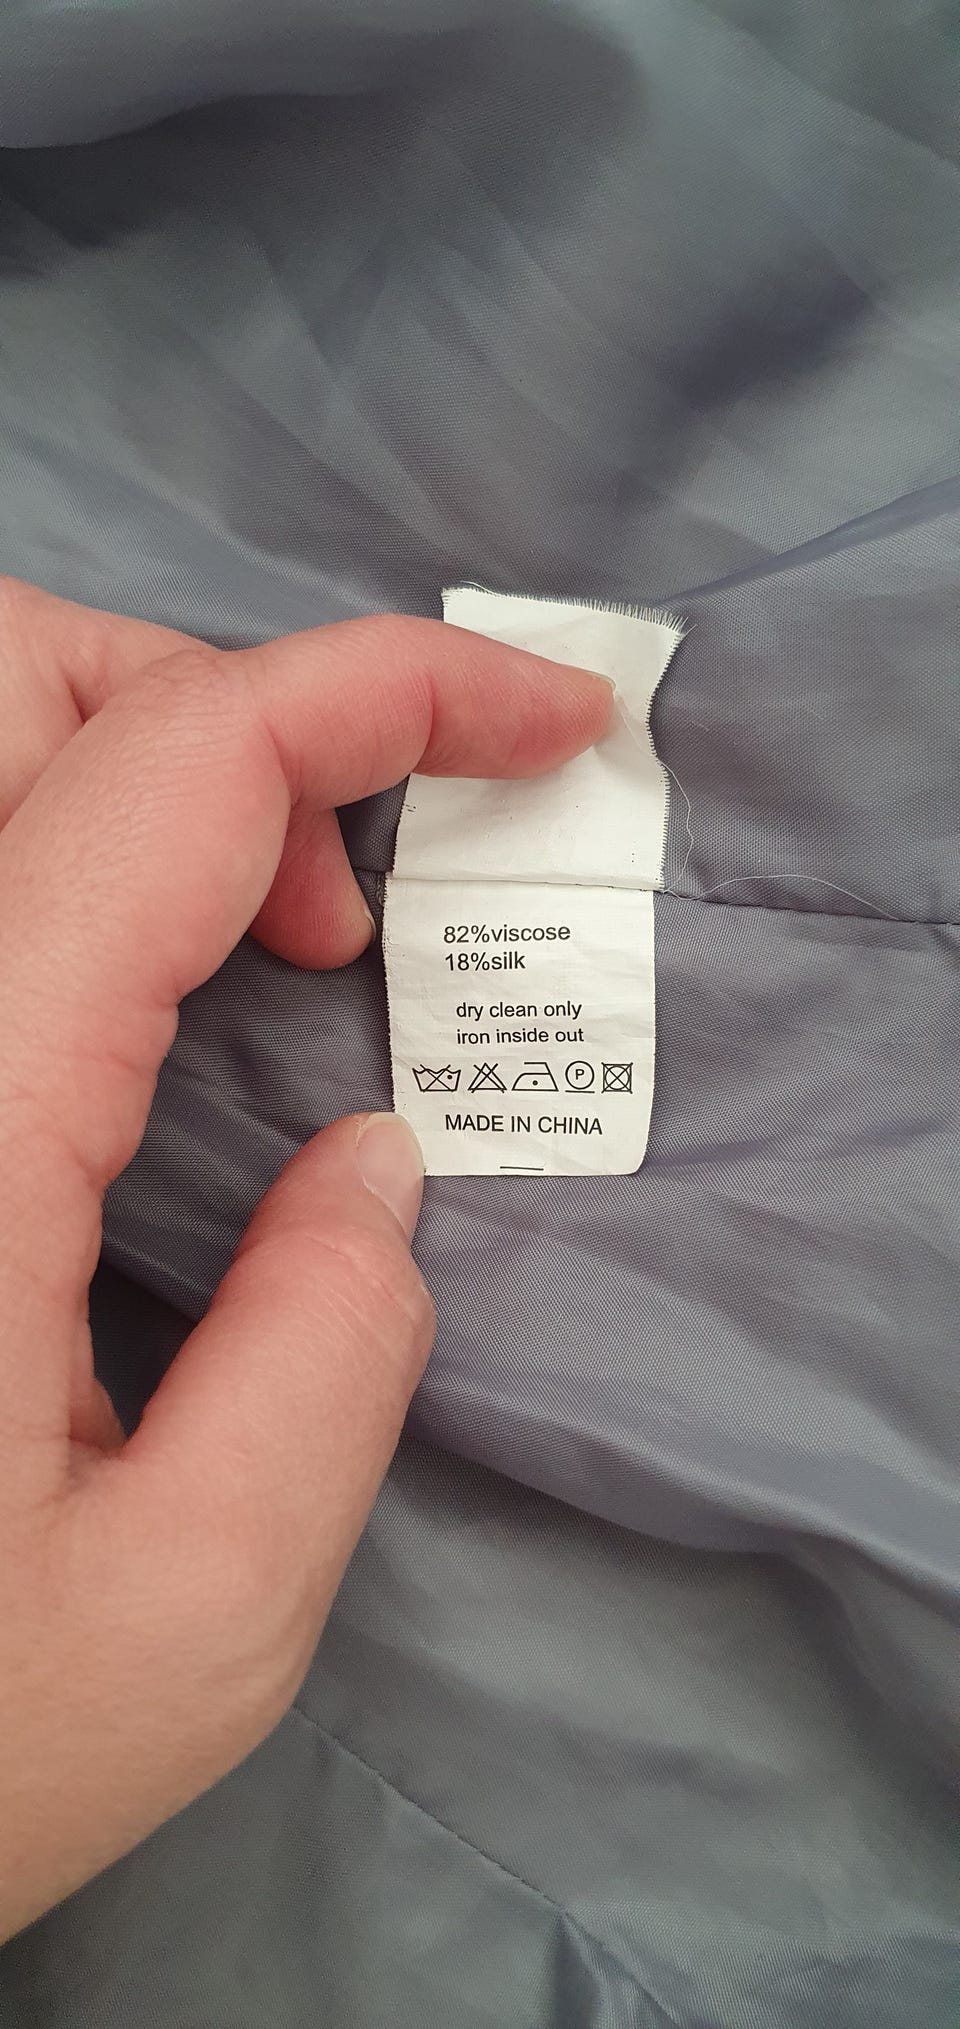 82%viscose
18%silk
dry clean only
iron inside out
P
MADE IN CHINA